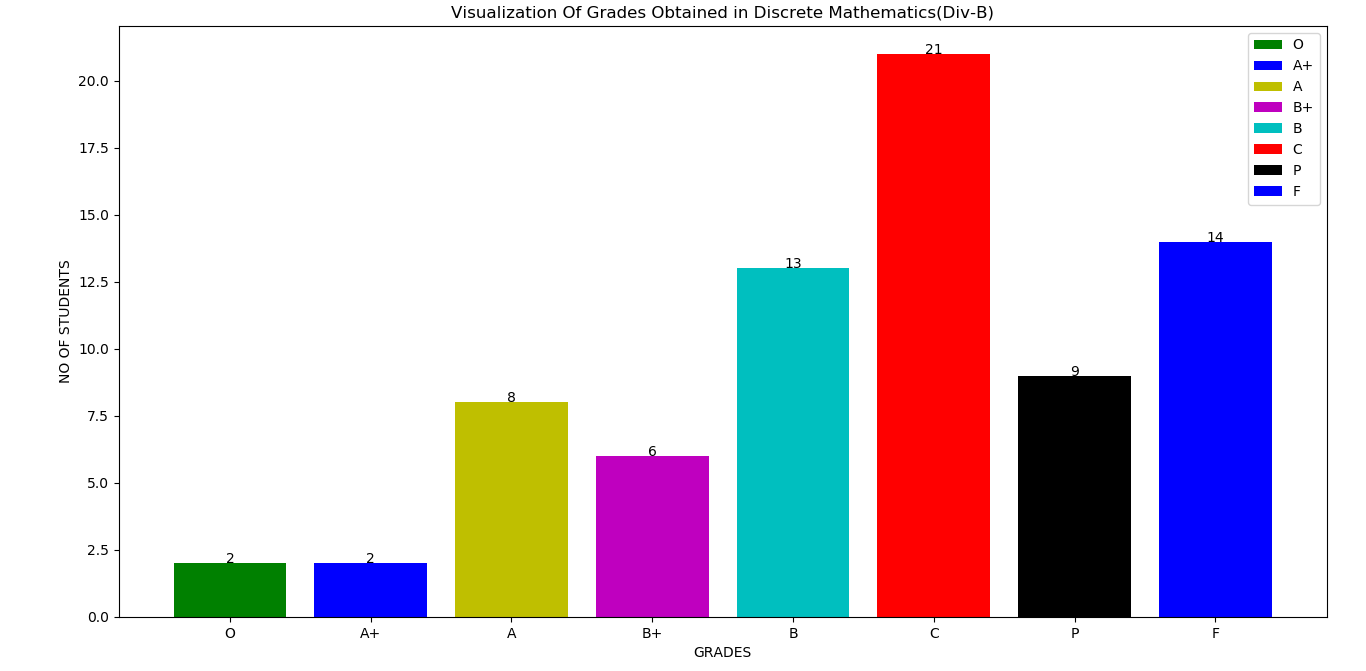 Visualization Of Grades Obtained in Discrete Mathematics(Div-B)
21
O
A+
A
B+
B
C
P
F
20.0
17.5
15.0
14
13
12.5
NO OF STUDENTS
10.0
9
8
7.5
6
5.0
2.5
2
2
0.0
O
A+
A
B+
B
C
P
F
GRADES